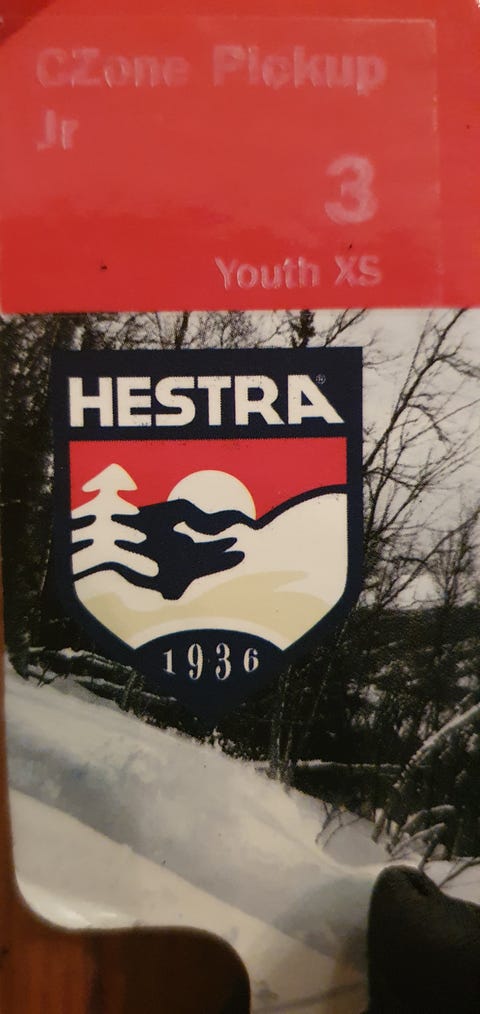 CZone Pickup
Jr
3
Youth XS
HESTRA®
1936